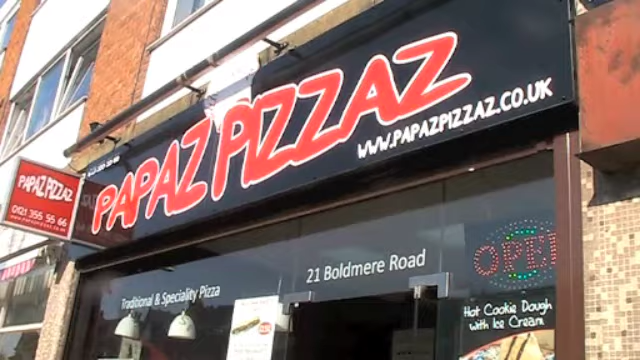 PAPAZ PIZZAZ
WWW.PAPAZPIZZAZ.CO.UK
PAPAZ PIZZAZ
0121 355 55 66
Traditional & Speciality Pizza
21 Boldmere Road
OPEN
Hot Cookie Dough
with Ice Cream